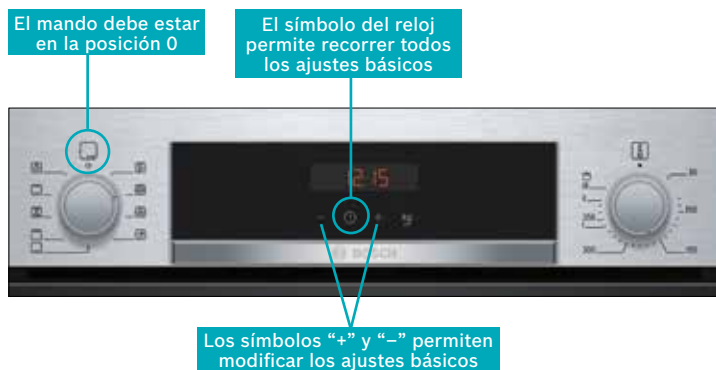 El mando debe estar
en la posición 0
El símbolo del reloj
permite recorrer todos
los ajustes básicos
12:15
BOSCH
Los símbolos “+” y “–” permiten
modificar los ajustes básicos